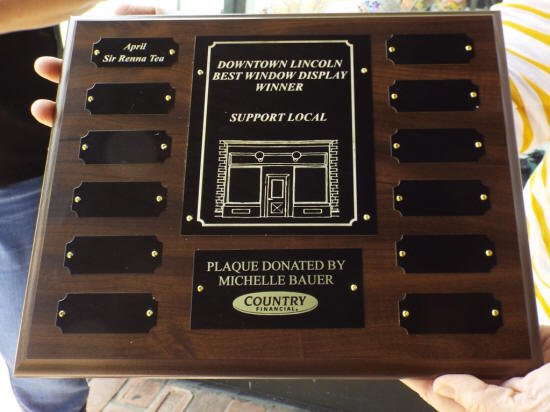 April
Sir Renna Tea
DOWNTOWN LINCOLN
BEST WINDOW DISPLAY
WINNER
SUPPORT LOCAL
PLAQUE DONATED BY
MICHELLE BAUER
COUNTRY
FINANCIAL®